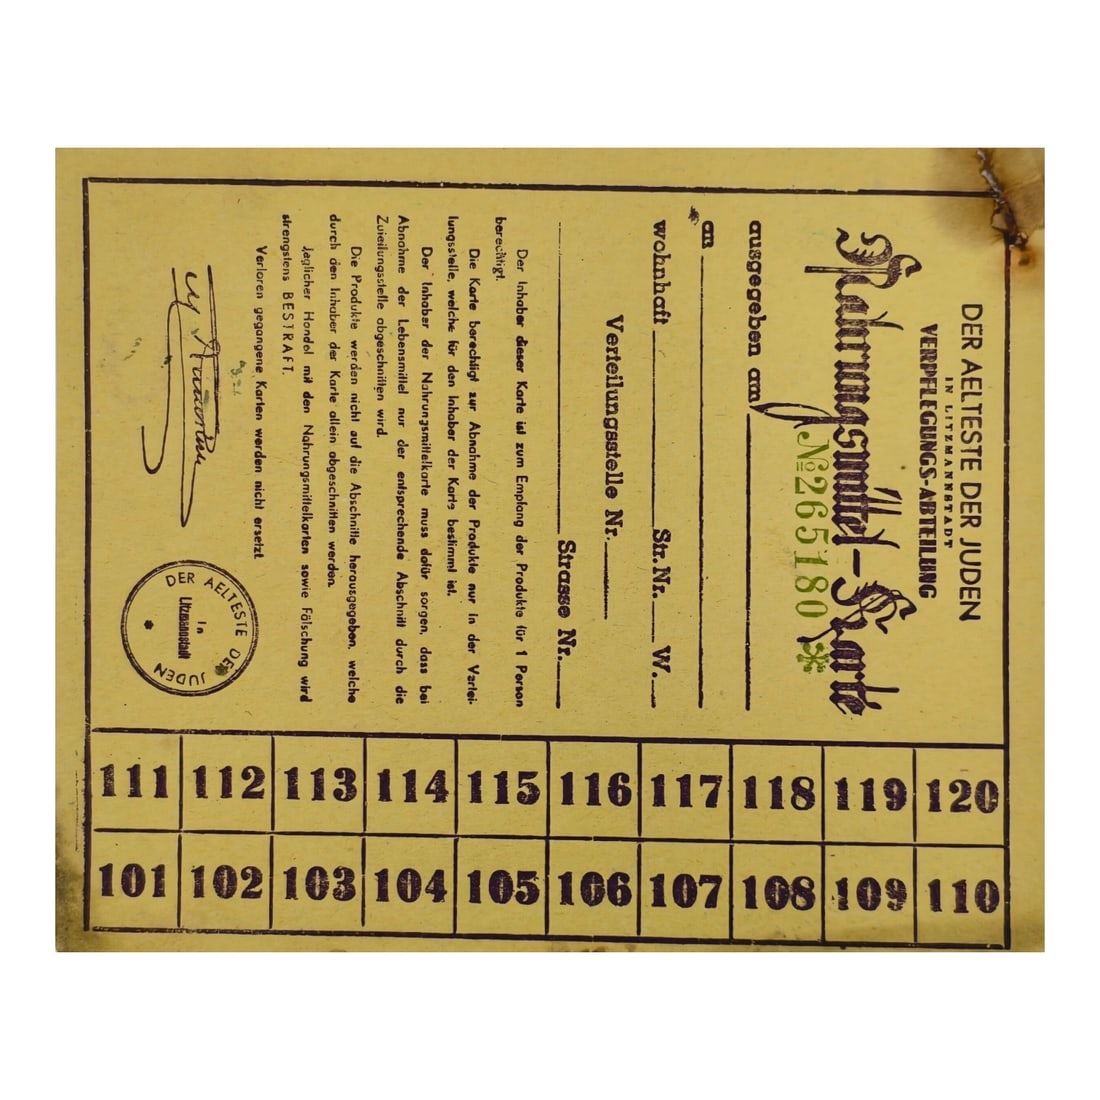 DER AELTESTE DER JUDEN
IN LITZMANNSTADT
VERPFLEGUNGS-ABTEILUNG
Nahrungsmittel-Karte
№ 265180 *
ausgegeben am
an
wohnhaft Str. Nr. W.
Verteilungsstelle Nr.
Strasse Nr.
Der Inhaber dieser Karte ist zum Empfang der Produkte für 1 Person
berechtigt.
Die Karte berechtigt zur Abnahme der Produkte nur in der Vertei-
lungsstelle, welche für den Inhaber der Karte bestimmt ist.
Der Inhaber der Nahrungsmittelkarte muss dafür sorgen, dass bei
Abnahme der Lebensmittel nur der entsprechende Abschnitt durch die
Zuteilungsstelle abgeschnitten wird.
Die Produkte werden nicht auf die Abschnitte herausgegeben, welche
durch den Inhaber der Karte allein abgeschnitten werden.
Jeglicher Handel mit den Nahrungsmittelkarten sowie Fälschung wird
strengstens BESTRAFT.
Verloren gegangene Karten werden nicht ersetzt.
DER AELTESTE DER JUDEN
In
Litzmannstadt
*
111 112 113 114 115 116 117 118 119 120
101 102 103 104 105 106 107 108 109 110